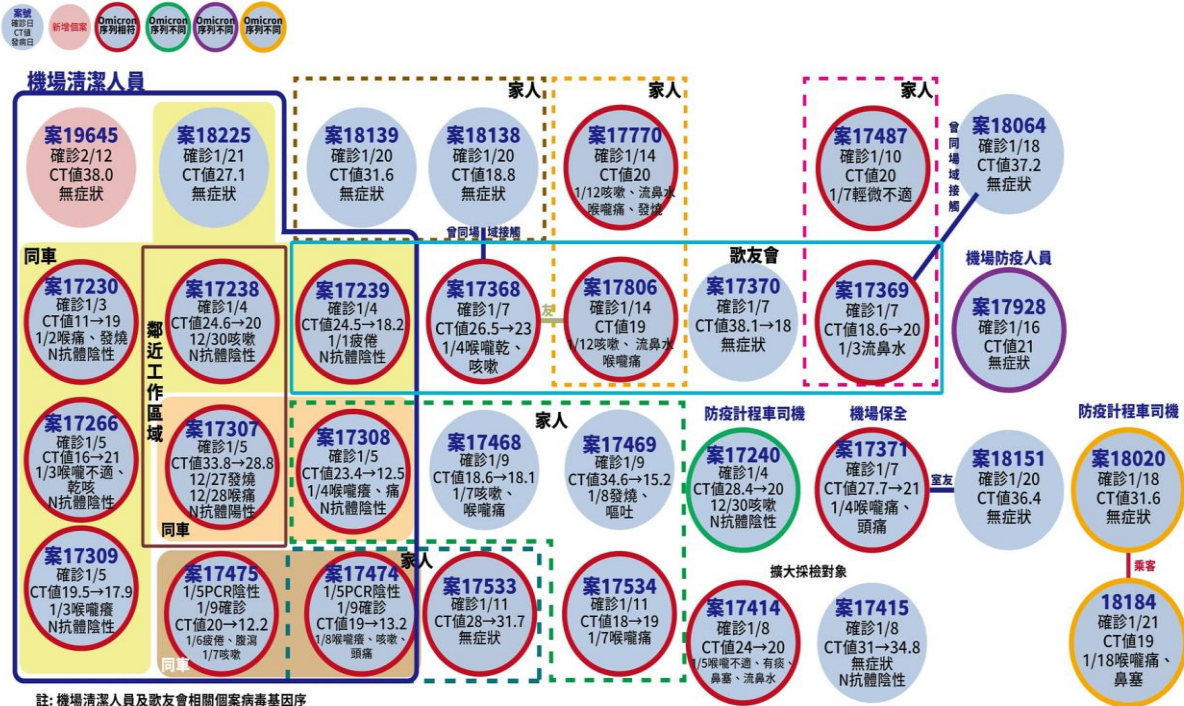 案號
確診日
CT值
發病日
新增個案
Omicron
序列相符
Omicron
序列不同
Omicron
序列不同
Omicron
序列不同
機場清潔人員
家人
家人
家人
案19645
確診2/12
CT值38.0
無症狀
案18225
確診1/21
CT值27.1
無症狀
案18139
確診1/20
CT值31.6
無症狀
案18138
確診1/20
CT值18.8
無症狀
案17770
確診1/14
CT值20
1/12咳嗽、流鼻水
喉嚨痛、發燒
案17487
確診1/10
CT值20
1/7輕微不適
曾同場域接觸
案18064
確診1/18
CT值37.2
無症狀
曾同場域接觸
同車
歌友會
機場防疫人員
案17230
確診1/3
CT值11→19
1/2喉痛、發燒
N抗體陰性
鄰近工作區域
案17238
確診1/4
CT值24.6→20
12/30咳嗽
N抗體陰性
案17239
確診1/4
CT值24.5→18.2
1/1疲倦
N抗體陰性
案17368
確診1/7
CT值26.5→23
1/4喉嚨乾、
咳嗽
友
案17806
確診1/14
CT值19
1/12咳嗽、流鼻水
喉嚨痛
案17370
確診1/7
CT值38.1→18
無症狀
案17369
確診1/7
CT值18.6→20
1/3流鼻水
案17928
確診1/16
CT值21
無症狀
家人
防疫計程車司機
機場保全
防疫計程車司機
案17266
確診1/5
CT值16→21
1/3喉嚨不適、
乾咳
N抗體陰性
案17307
確診1/5
CT值33.8→28.8
12/27發燒
12/28喉痛
N抗體陽性
同車
案17308
確診1/5
CT值23.4→12.5
1/4喉嚨癢、痛
N抗體陰性
案17468
確診1/9
CT值18.6→18.1
1/7咳嗽、
喉嚨痛
案17469
確診1/9
CT值34.6→15.2
1/8發燒、
嘔吐
案17240
確診1/4
CT值28.4→20
12/30咳嗽
N抗體陰性
案17371
確診1/7
CT值27.7→21
1/4喉嚨痛、
頭痛
室友
案18151
確診1/20
CT值36.4
無症狀
案18020
確診1/18
CT值31.6
無症狀
乘客
家人
擴大採檢對象
案17309
確診1/5
CT值19.5→17.9
1/3喉嚨癢
N抗體陰性
案17475
1/5PCR陰性
1/9確診
CT值20→12.2
1/6疲倦、腹瀉
1/7咳嗽
同車
案17474
1/5PCR陰性
1/9確診
CT值19→13.2
1/8喉嚨癢、咳嗽、
頭痛
案17533
確診1/11
CT值28→31.7
無症狀
案17534
確診1/11
CT值18→19
1/7喉嚨痛
案17414
確診1/8
CT值24→20
1/5喉嚨不適、有痰、
鼻塞、流鼻水
案17415
確診1/8
CT值31→34.8
無症狀
N抗體陰性
18184
確診1/21
CT值19
1/18喉嚨痛、
鼻塞
註: 機場清潔人員及歌友會相關個案病毒基因序